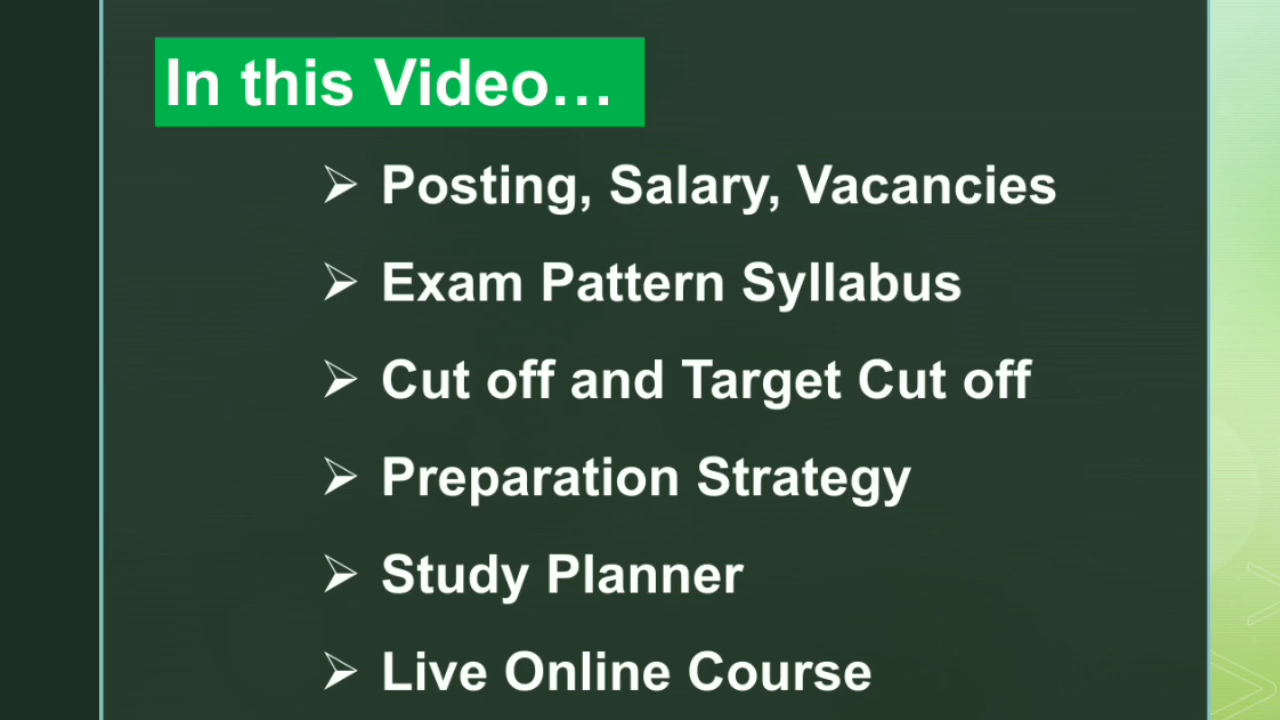 In this Video…
➢ Posting, Salary, Vacancies
➢ Exam Pattern Syllabus
➢ Cut off and Target Cut off
➢ Preparation Strategy
➢ Study Planner
➢ Live Online Course